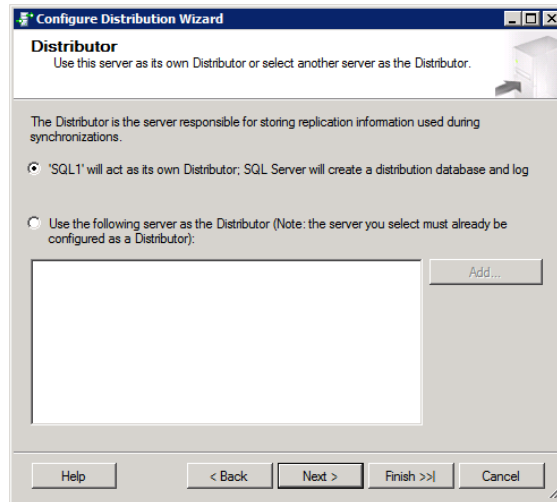 Configure Distribution Wizard
Distributor
Use this server as its own Distributor or select another server as the Distributor.
The Distributor is the server responsible for storing replication information used during
synchronizations.
'SQL1' will act as its own Distributor; SQL Server will create a distribution database and log
Use the following server as the Distributor (Note: the server you select must already be
configured as a Distributor):
Add...
Help
< Back
Next >
Finish >>|
Cancel